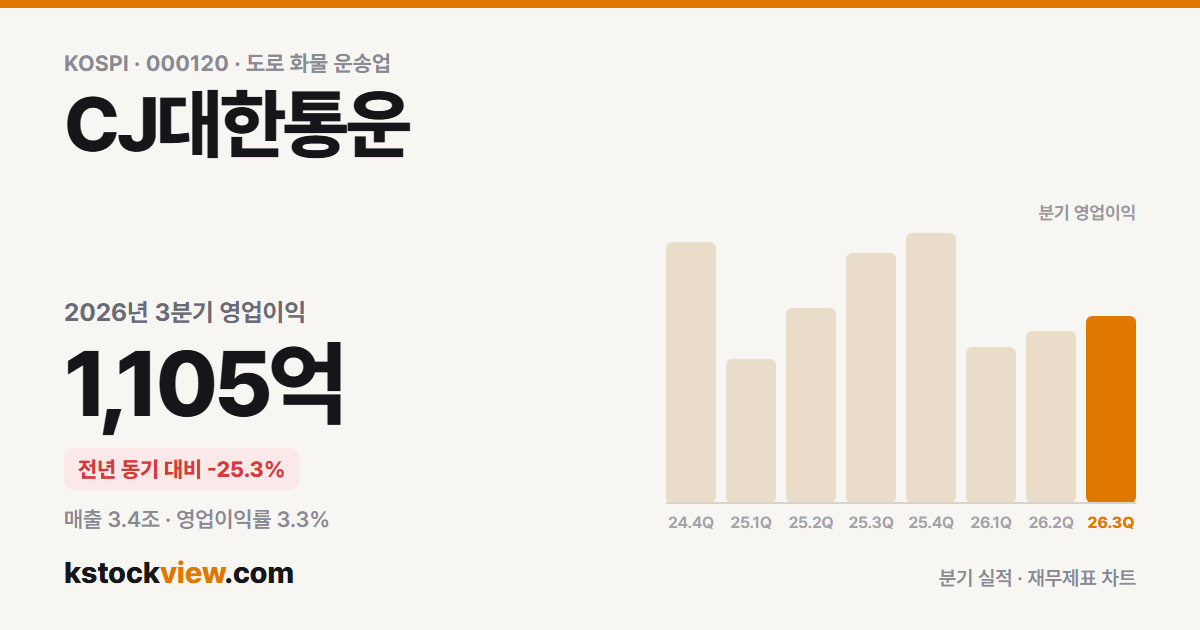 KOSPI · 000120 · 도로 화물 운송업
CJ대한통운
분기 영업이익
2026년 3분기 영업이익
1,105억
전년 동기 대비 -25.3%
매출 3.4조 · 영업이익률 3.3%
24.4Q 25.1Q 25.2Q 25.3Q 25.4Q 26.1Q 26.2Q 26.3Q
kstockview.com
분기 실적 · 재무제표 차트